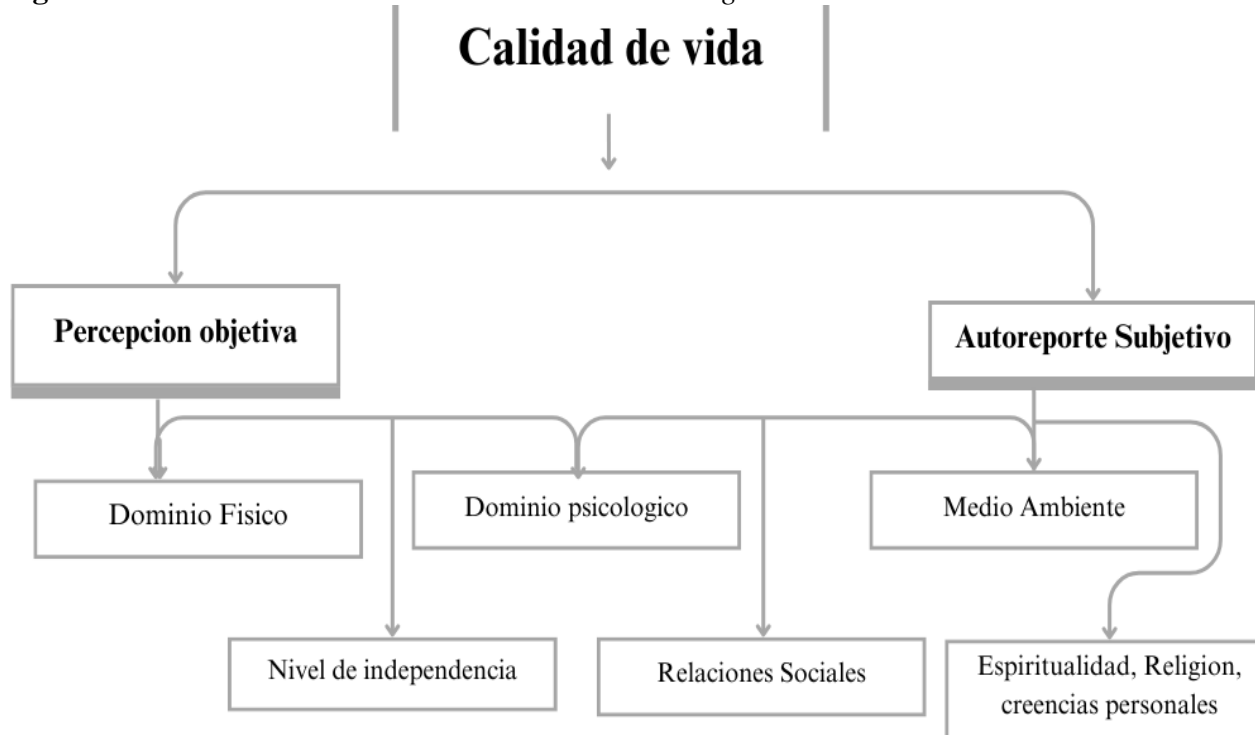 Calidad de vida
Percepcion objetiva
Autoreporte Subjetivo
Dominio Fisico
Dominio psicologico
Medio Ambiente
Nivel de independencia
Relaciones Sociales
Espiritualidad, Religion,
creencias personales